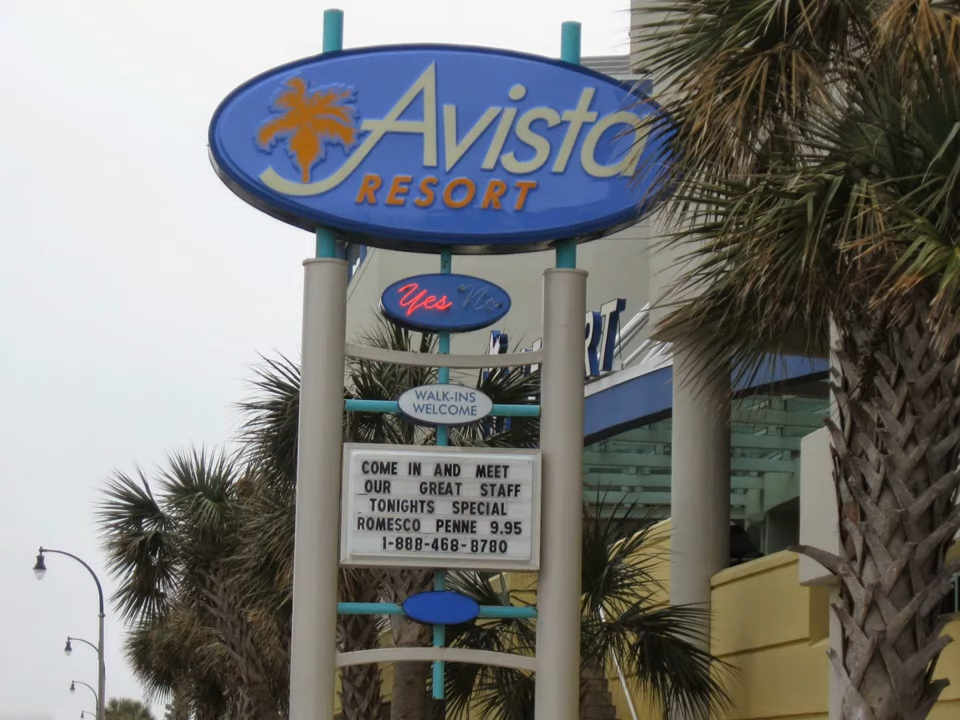 Avista
RESORT
Yes No
WALK-INS
WELCOME
COME IN AND MEET
OUR GREAT STAFF
TONIGHTS SPECIAL
ROMESCO PENNE 9.95
1-888-468-8780